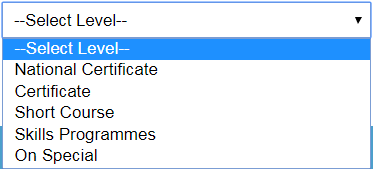 --Select Level--
--Select Level--
National Certificate
Certificate
Short Course
Skills Programmes
On Special